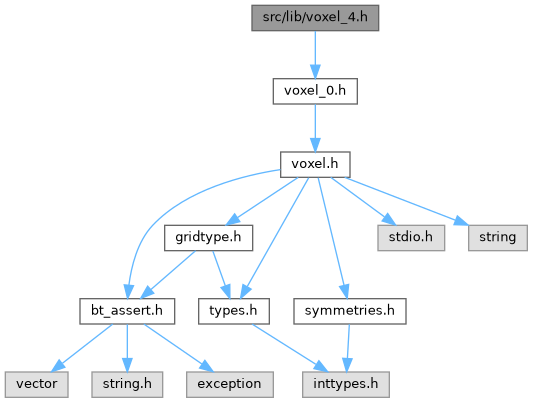 src/lib/voxel_4.h
voxel_0.h
voxel.h
gridtype.h
stdio.h
string
bt_assert.h
types.h
symmetries.h
vector
string.h
exception
inttypes.h